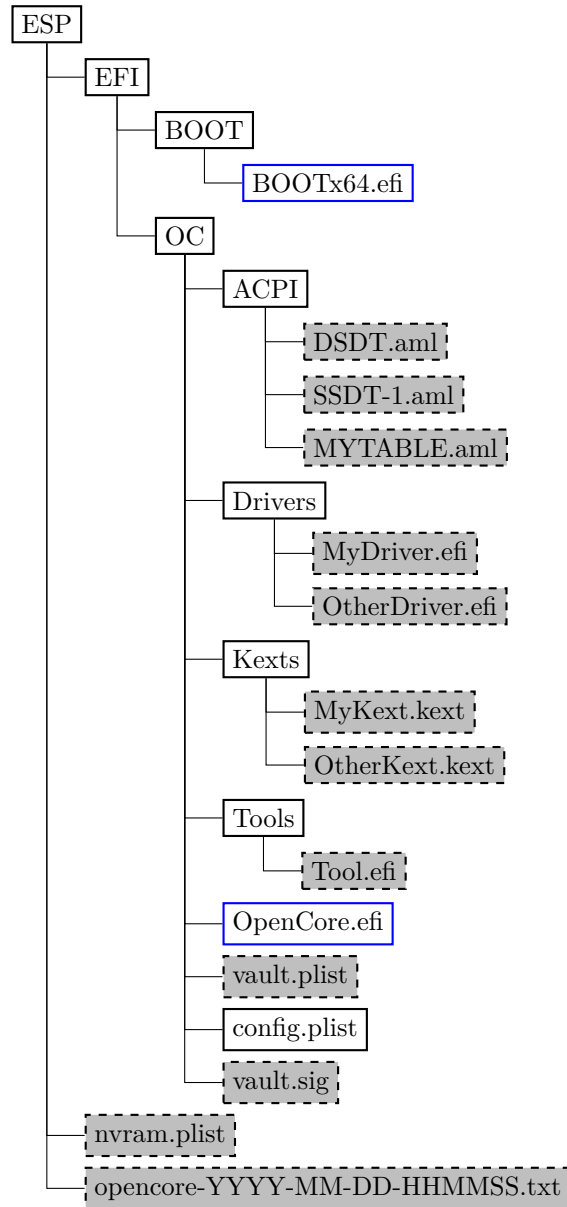 ESP
EFI
BOOT
BOOTx64.efi
OC
ACPI
DSDT.aml
SSDT-1.aml
MYTABLE.aml
Drivers
MyDriver.efi
OtherDriver.efi
Kexts
MyKext.kext
OtherKext.kext
Tools
Tool.efi
OpenCore.efi
vault.plist
config.plist
vault.sig
nvram.plist
opencore-YYYY-MM-DD-HHMMSS.txt